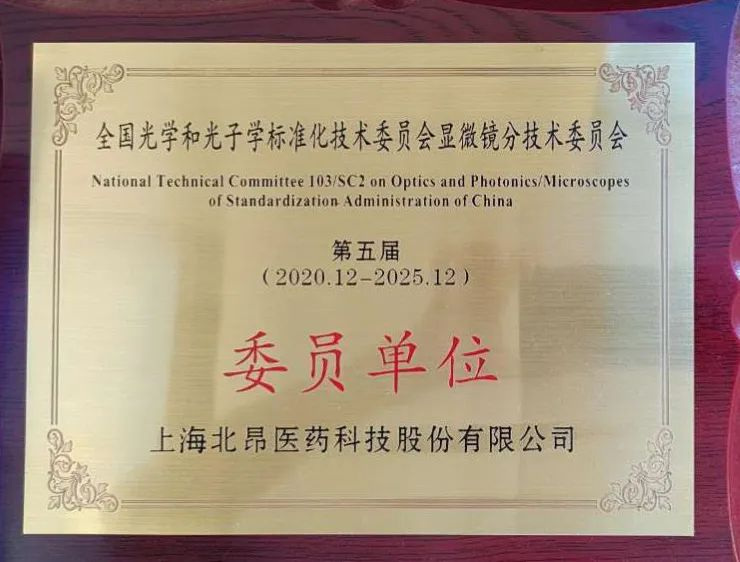 全国光学和光子学标准化技术委员会显微镜分技术委员会
National Technical Committee 103/SC2 on Optics and Photonics/Microscopes
of Standardization Administration of China
第五届
（2020.12-2025.12）
委员单位
上海北昂医药科技股份有限公司